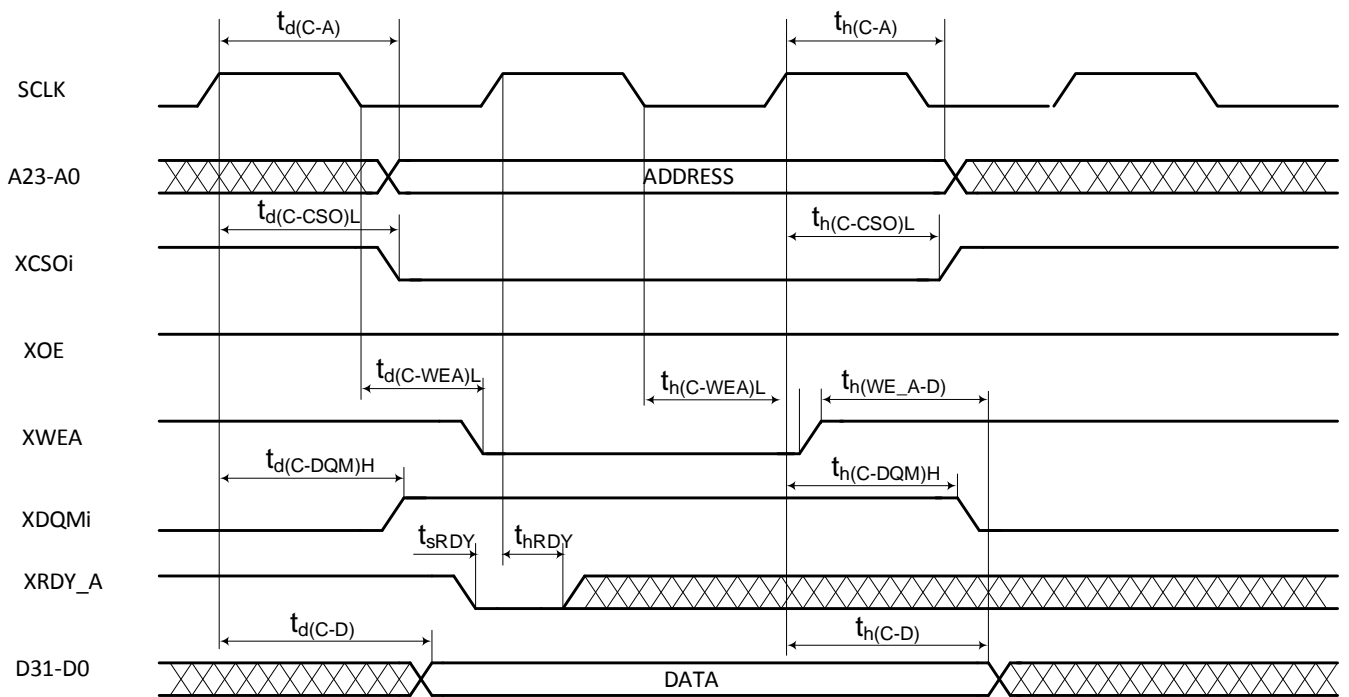 td(C-A) th(C-A)
SCLK
A23-A0 ADDRESS
td(C-CSO)L th(C-CSO)L
XCSOi
XOE
td(C-WEA)L th(C-WEA)L th(WE_A-D)
XWEA
td(C-DQM)H th(C-DQM)H
XDQMi
tsRDY thRDY
XRDY_A
td(C-D) th(C-D)
D31-D0 DATA